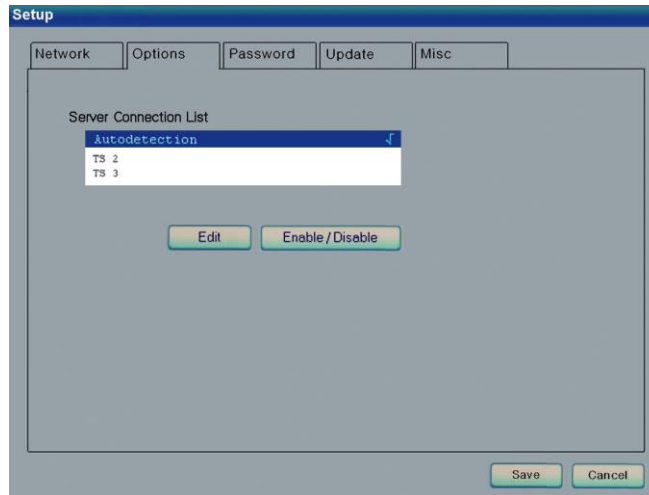 Setup
Network Options Password Update Misc
Server Connection List
Autodetection √
TS 2
TS 3
Edit Enable/Disable
Save Cancel